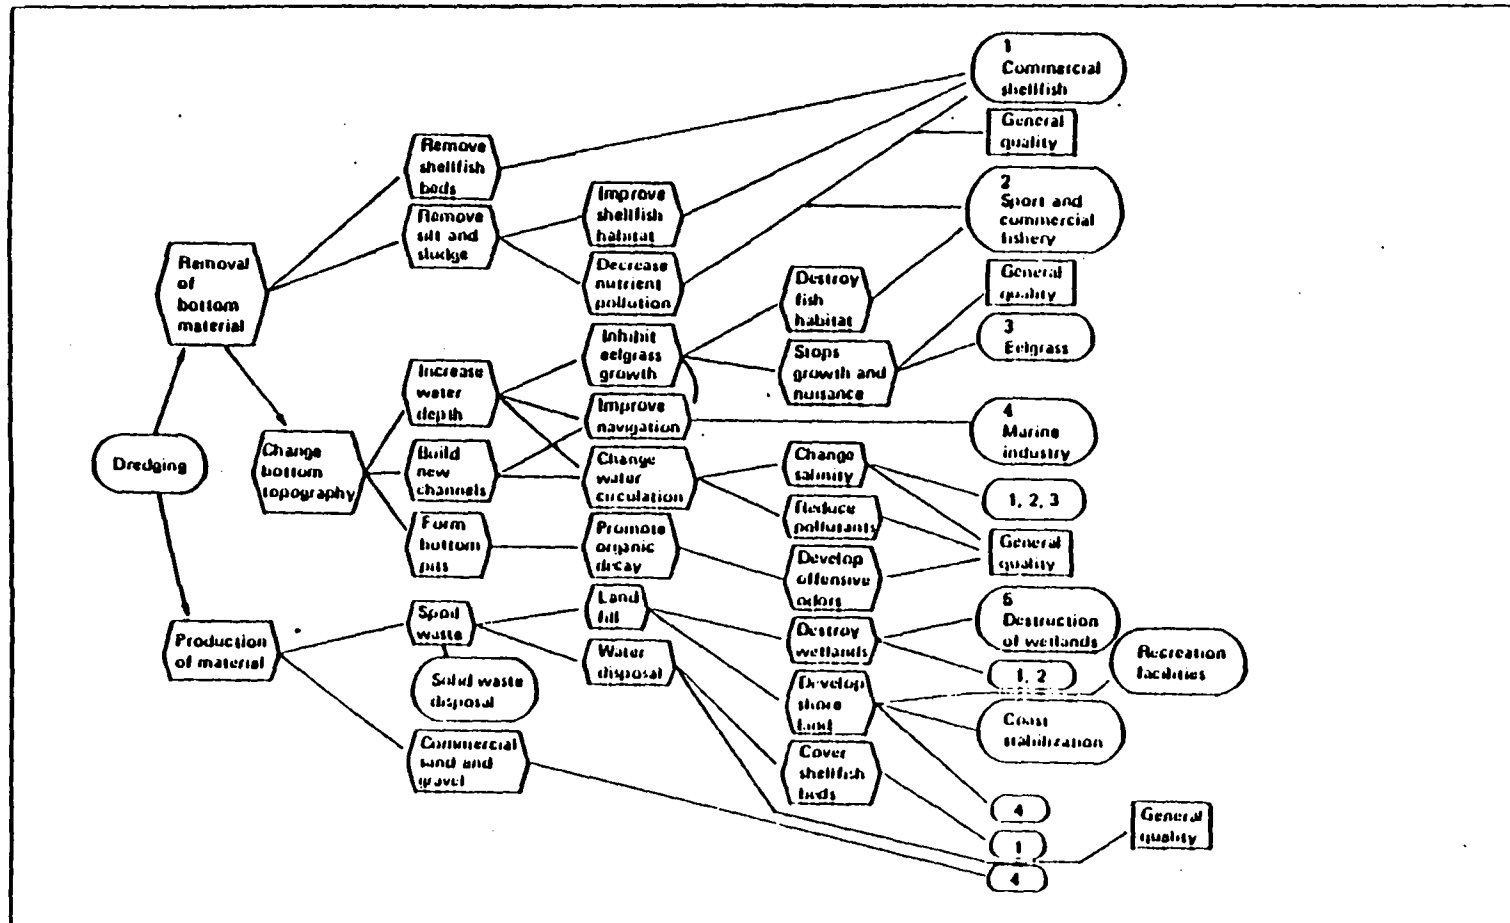 Dredging
Removal
of
bottom
material
Change
bottom
topography
Production
of material
Remove
shellfish
beds
Remove
silt and
sludge
Increase
water
depth
Build
new
channels
Form
bottom
pits
Spoil
waste
Solid waste
disposal
Commercial
sand and
gravel
Improve
shellfish
habitat
Decrease
nutrient
pollution
Inhibit
eelgrass
growth
Improve
navigation
Change
water
circulation
Promote
organic
decay
Land
fill
Water
disposal
Destroy
fish
habitat
Stops
growth and
nuisance
Change
salinity
Reduce
pollutants
Develop
offensive
odors
Destroy
wetlands
Develop
shore
land
Cover
shellfish
beds
1
Commercial
shellfish
General
quality
2
Sport and
commercial
fishery
General
quality
3
Eelgrass
4
Marine
industry
1, 2, 3
General
quality
Destruction
of wetlands
1, 2
Recreation
facilities
Coast
stabilization
4
1
4
General
quality